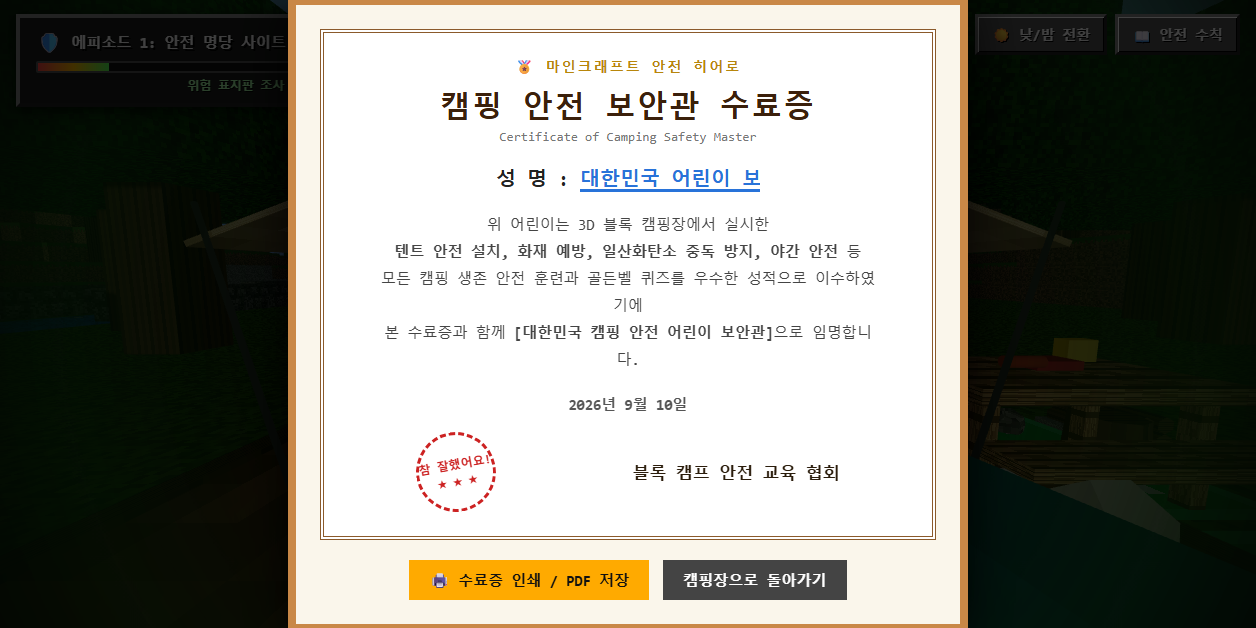 에피소드 1: 안전 명당 사이트
위험 표지판 조사
낮/밤 전환
안전 수칙
마인크래프트 안전 히어로
캠핑 안전 보안관 수료증
Certificate of Camping Safety Master
성 명 : 대한민국 어린이 보
위 어린이는 3D 블록 캠핑장에서 실시한
텐트 안전 설치, 화재 예방, 일산화탄소 중독 방지, 야간 안전 등
모든 캠핑 생존 안전 훈련과 골든벨 퀴즈를 우수한 성적으로 이수하였
기에
본 수료증과 함께 [대한민국 캠핑 안전 어린이 보안관]으로 임명합니
다.
2026년 9월 10일
참 잘했어요!
★ ★ ★
블록 캠프 안전 교육 협회
수료증 인쇄 / PDF 저장
캠핑장으로 돌아가기